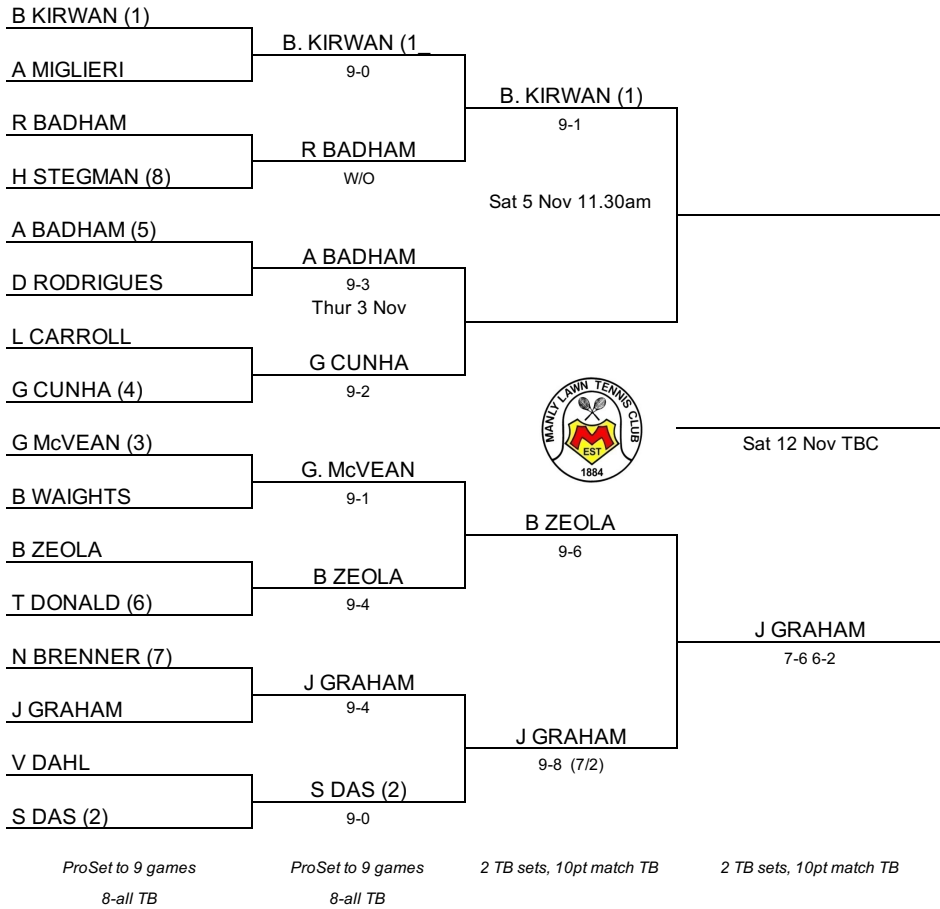 B KIRWAN (1)
A MIGLIERI
R BADHAM
H STEGMAN (8)
A BADHAM (5)
D RODRIGUES
L CARROLL
G CUNHA (4)
G McVEAN (3)
B WAIGHTS
B ZEOLA
T DONALD (6)
N BRENNER (7)
J GRAHAM
V DAHL
S DAS (2)
ProSet to 9 games
8-all TB
B. KIRWAN (1_
9-0
R BADHAM
W/O
A BADHAM
9-3
Thur 3 Nov
G CUNHA
9-2
G. McVEAN
9-1
B ZEOLA
9-4
J GRAHAM
9-4
S DAS (2)
9-0
ProSet to 9 games
8-all TB
B. KIRWAN (1)
9-1
Sat 5 Nov 11.30am
MANLY LAWN TENNIS CLUB
M
EST
1884
B ZEOLA
9-6
J GRAHAM
9-8 (7/2)
2 TB sets, 10pt match TB
Sat 12 Nov TBC
J GRAHAM
7-6 6-2
2 TB sets, 10pt match TB